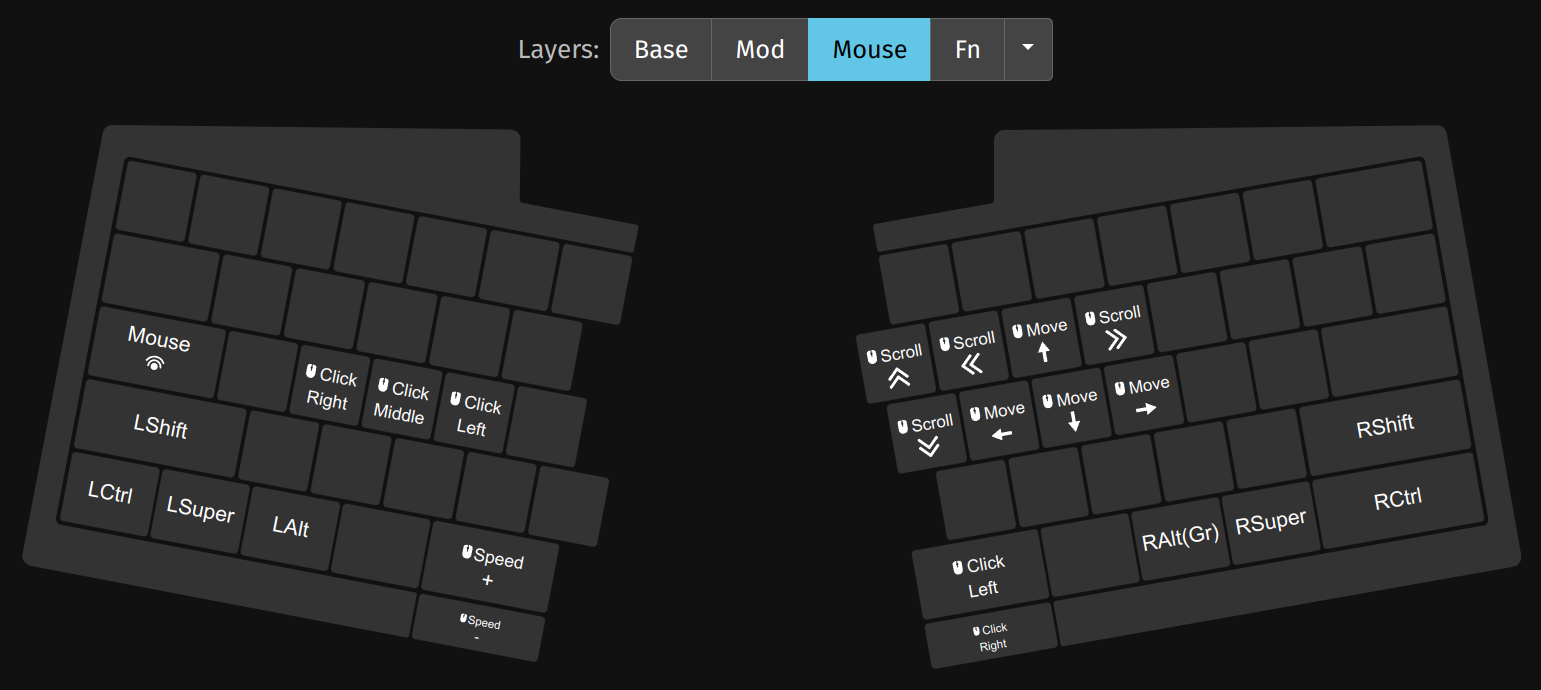 Layers: Base Mod Mouse Fn
Mouse
Click
Right
Click
Middle
Click
Left
LShift
LCtrl
LSuper
LAlt
Speed
+
Speed
-
Scroll
Scroll
Move
Scroll
Scroll
Move
Move
Move
RShift
Click
Left
RAlt(Gr)
RSuper
RCtrl
Click
Right